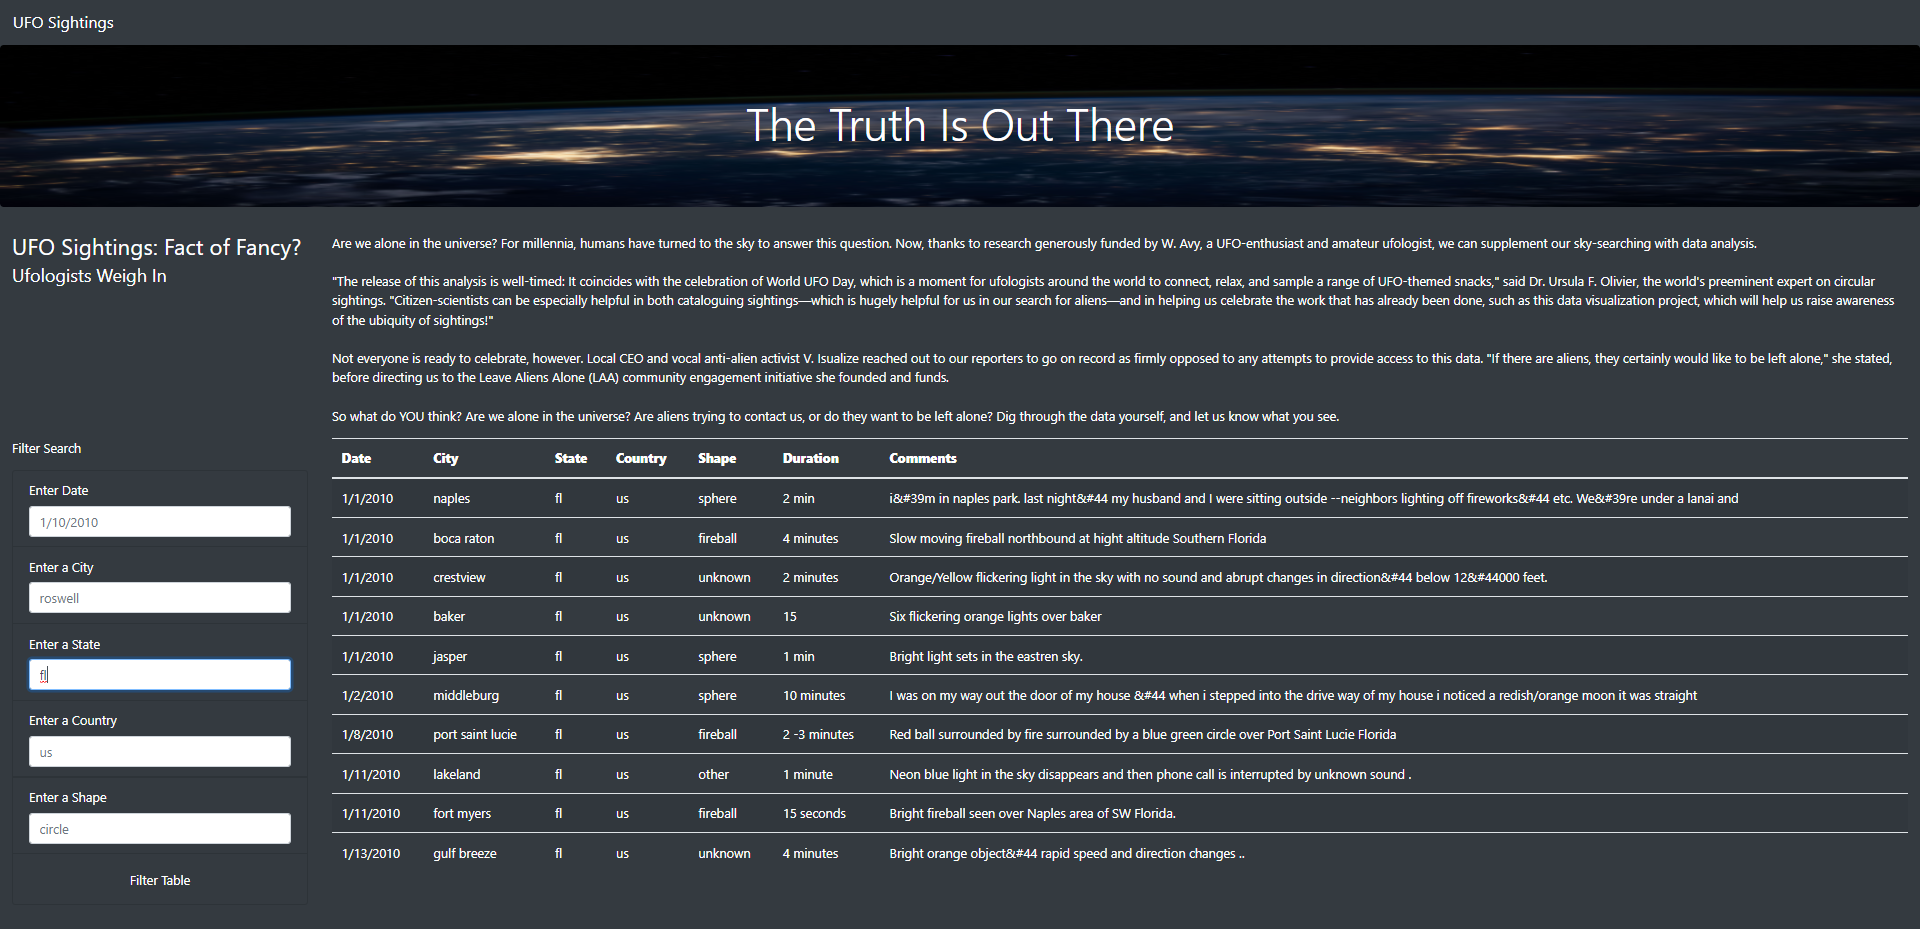 UFO Sightings
The Truth Is Out There
UFO Sightings: Fact of Fancy?
Ufologists Weigh In
Are we alone in the universe? For millennia, humans have turned to the sky to answer this question. Now, thanks to research generously funded by W. Avy, a UFO-enthusiast and amateur ufologist, we can supplement our sky-searching with data analysis.
"The release of this analysis is well-timed: It coincides with the celebration of World UFO Day, which is a moment for ufologists around the world to connect, relax, and sample a range of UFO-themed snacks," said Dr. Ursula F. Olivier, the world's preeminent expert on circular
sightings. "Citizen-scientists can be especially helpful in both cataloguing sightings—which is hugely helpful for us in our search for aliens—and in helping us celebrate the work that has already been done, such as this data visualization project, which will help us raise awareness
of the ubiquity of sightings!"
Not everyone is ready to celebrate, however. Local CEO and vocal anti-alien activist V. Isualize reached out to our reporters to go on record as firmly opposed to any attempts to provide access to this data. "If there are aliens, they certainly would like to be left alone," she stated,
before directing us to the Leave Aliens Alone (LAA) community engagement initiative she founded and funds.
So what do YOU think? Are we alone in the universe? Are aliens trying to contact us, or do they want to be left alone? Dig through the data yourself, and let us know what you see.
Filter Search
Enter Date
1/10/2010
Enter a City
roswell
Enter a State
fl
Enter a Country
us
Enter a Shape
circle
Filter Table
Date City State Country Shape Duration Comments
1/1/2010 naples fl us sphere 2 min i&#39m in naples park. last night&#44 my husband and I were sitting outside --neighbors lighting off fireworks&#44 etc. We&#39re under a lanai and
1/1/2010 boca raton fl us fireball 4 minutes Slow moving fireball northbound at hight altitude Southern Florida
1/1/2010 crestview fl us unknown 2 minutes Orange/Yellow flickering light in the sky with no sound and abrupt changes in direction&#44 below 12&#44000 feet.
1/1/2010 baker fl us unknown 15 Six flickering orange lights over baker
1/1/2010 jasper fl us sphere 1 min Bright light sets in the eastren sky.
1/2/2010 middleburg fl us sphere 10 minutes I was on my way out the door of my house &#44 when i stepped into the drive way of my house i noticed a redish/orange moon it was straight
1/8/2010 port saint lucie fl us fireball 2 -3 minutes Red ball surrounded by fire surrounded by a blue green circle over Port Saint Lucie Florida
1/11/2010 lakeland fl us other 1 minute Neon blue light in the sky disappears and then phone call is interrupted by unknown sound .
1/11/2010 fort myers fl us fireball 15 seconds Bright fireball seen over Naples area of SW Florida.
1/13/2010 gulf breeze fl us unknown 4 minutes Bright orange object&#44 rapid speed and direction changes ..